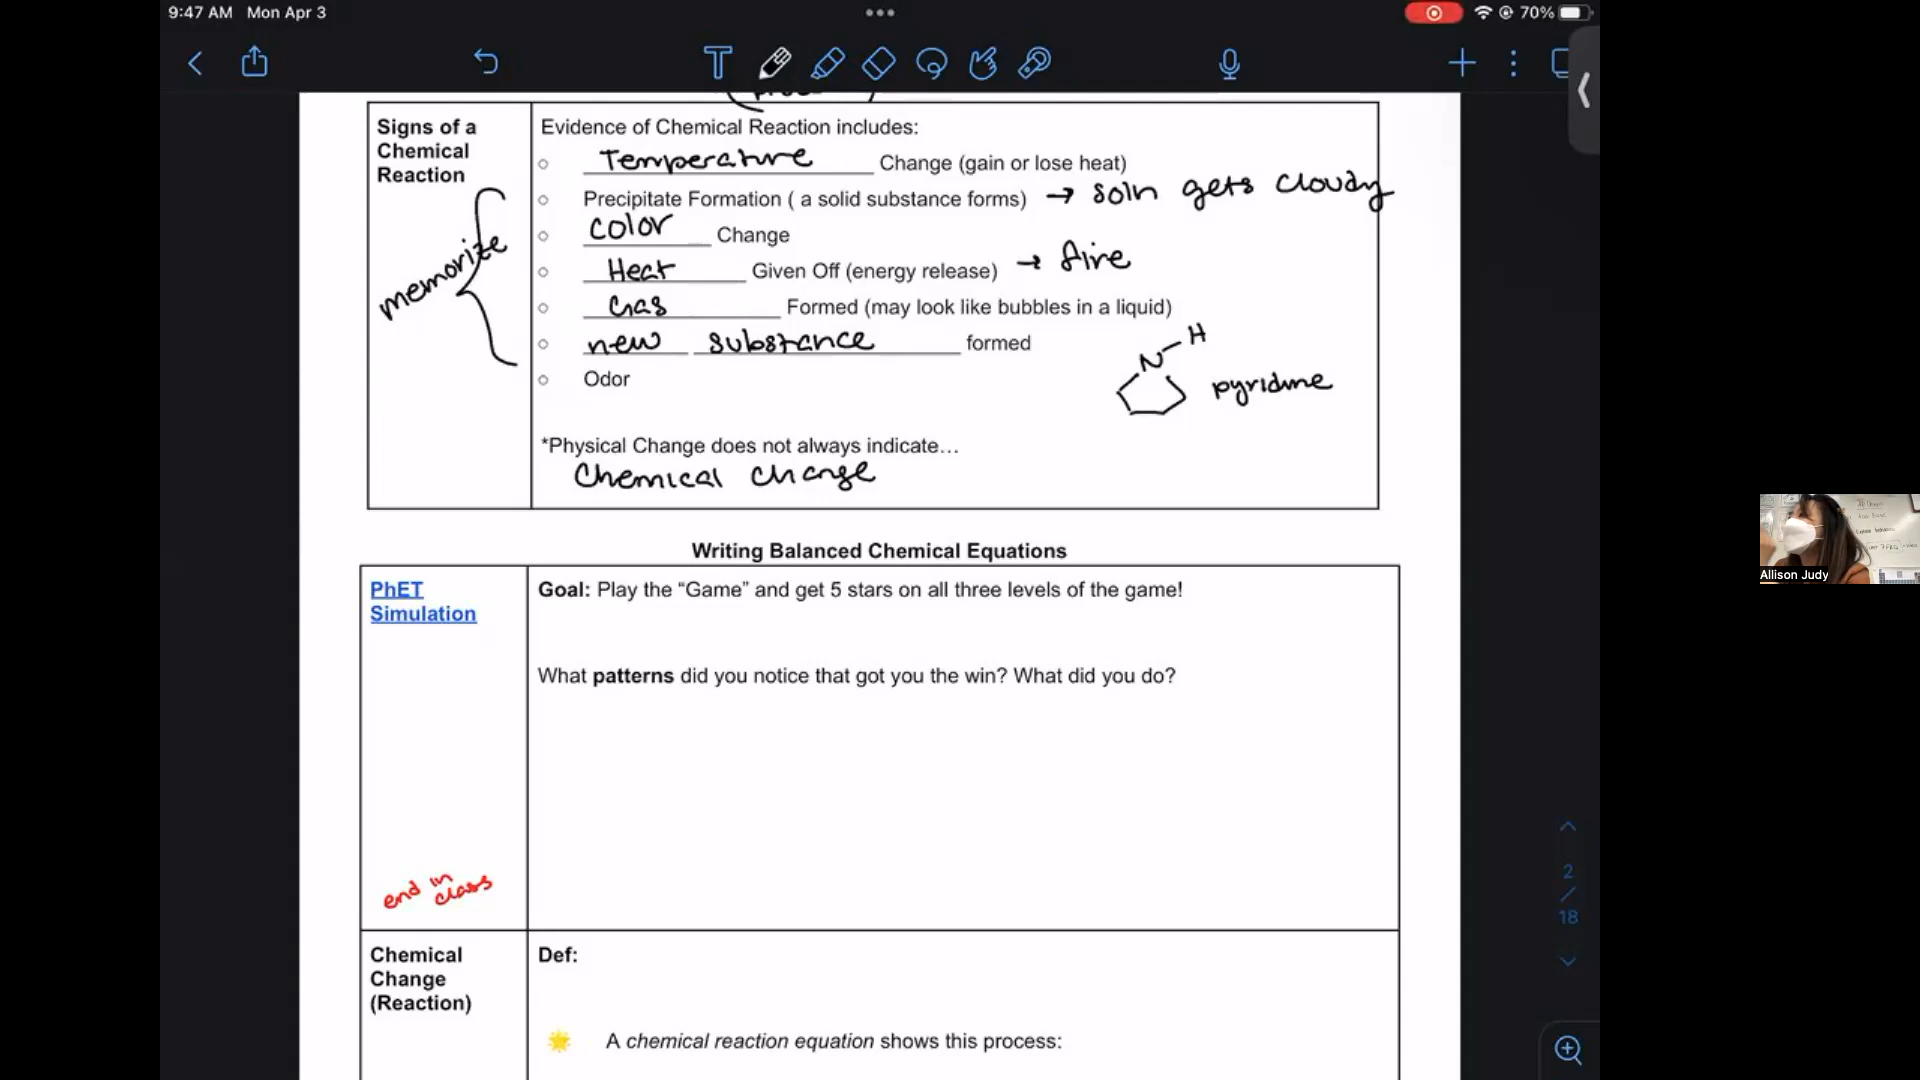 9:47 AM Mon Apr 3
70%
Signs of a
Chemical
Reaction
memorize
Evidence of Chemical Reaction includes:
Temperature Change (gain or lose heat)
Precipitate Formation ( a solid substance forms) → soln gets cloudy
color Change
Heat Given Off (energy release) → fire
Gas Formed (may look like bubbles in a liquid)
new substance formed
Odor
N-H
pyridine
*Physical Change does not always indicate…
Chemical change
Writing Balanced Chemical Equations
PhET
Simulation
end in
class
Goal: Play the “Game” and get 5 stars on all three levels of the game!
What patterns did you notice that got you the win? What did you do?
Chemical
Change
(Reaction)
Def:
A chemical reaction equation shows this process:
2
/
18
Allison Judy